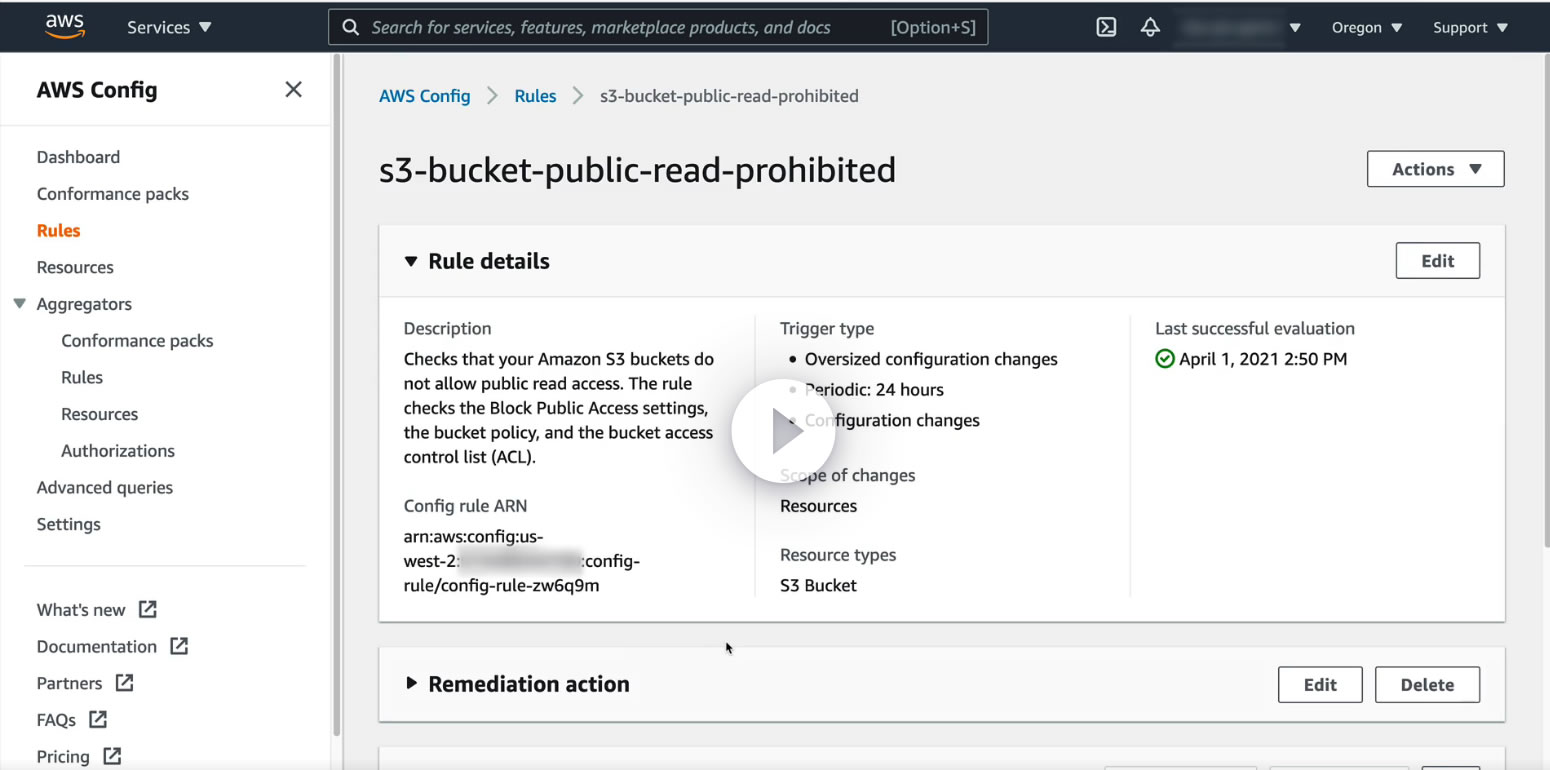 aws
Services
Search for services, features, marketplace products, and docs [Option+S]
Oregon
Support
AWS Config
Dashboard
Conformance packs
Rules
Resources
Aggregators
Conformance packs
Rules
Resources
Authorizations
Advanced queries
Settings
What's new
Documentation
Partners
FAQs
Pricing
AWS Config Rules s3-bucket-public-read-prohibited
s3-bucket-public-read-prohibited
Actions
Rule details
Edit
Description
Checks that your Amazon S3 buckets do
not allow public read access. The rule
checks the Block Public Access settings,
the bucket policy, and the bucket access
control list (ACL).
Config rule ARN
arn:aws:config:us-
west-2: :config-
rule/config-rule-zw6q9m
Trigger type
• Oversized configuration changes
• Periodic: 24 hours
• Configuration changes
Scope of changes
Resources
Resource types
S3 Bucket
Last successful evaluation
April 1, 2021 2:50 PM
Remediation action
Edit
Delete